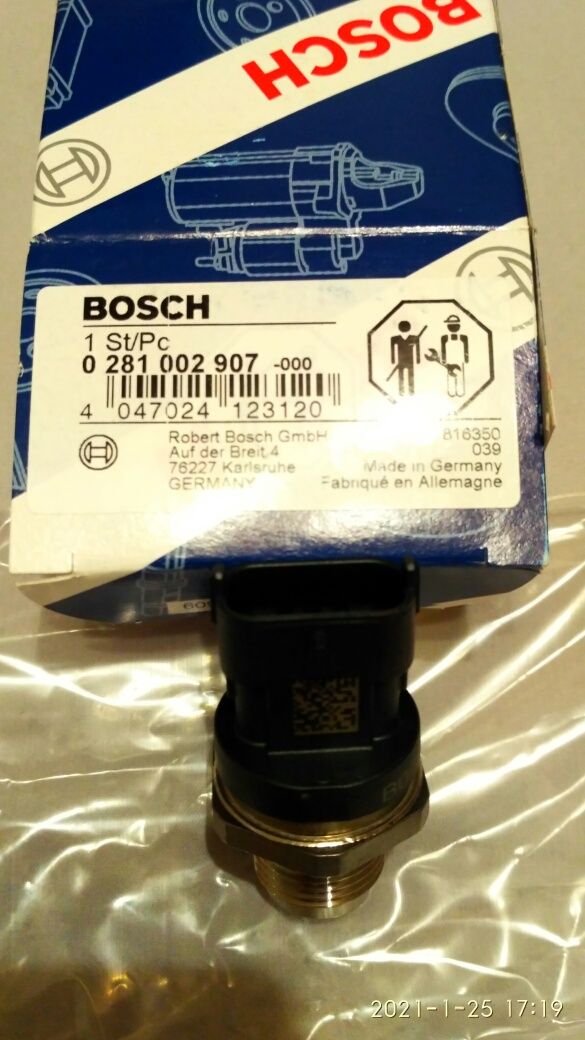 BOSCH
BOSCH
1 St/Pc
0 281 002 907 -000
4 047024 123120
Robert Bosch GmbH
Auf der Breit 4
76227 Karlsruhe
GERMANY
816350
039
Made in Germany
Fabriqué en Allemagne
2021-1-25 17:19